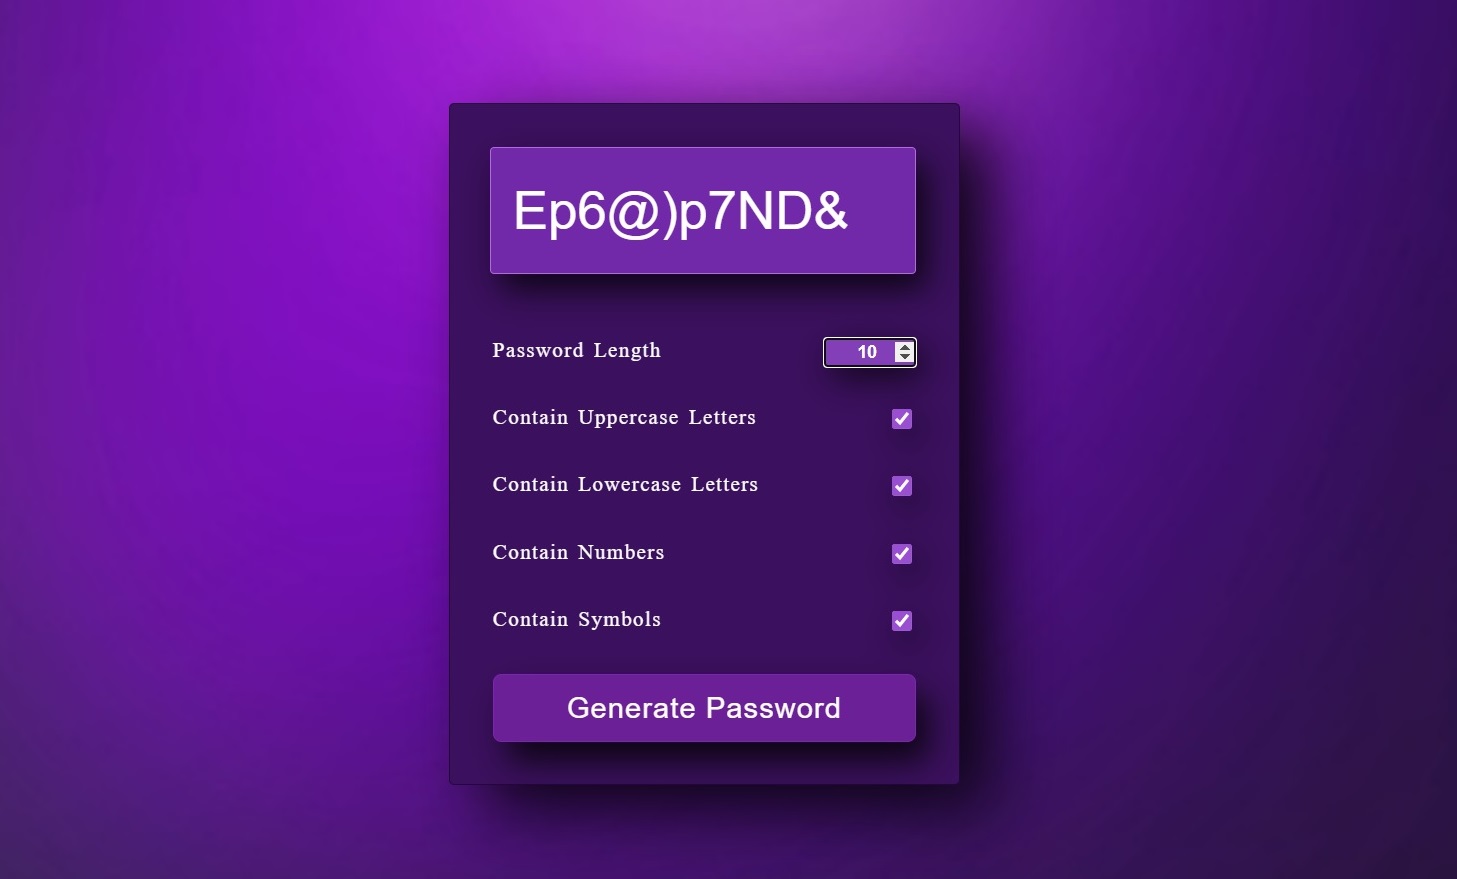 Ep6@)p7ND&
Password Length 10
Contain Uppercase Letters
Contain Lowercase Letters
Contain Numbers
Contain Symbols
Generate Password